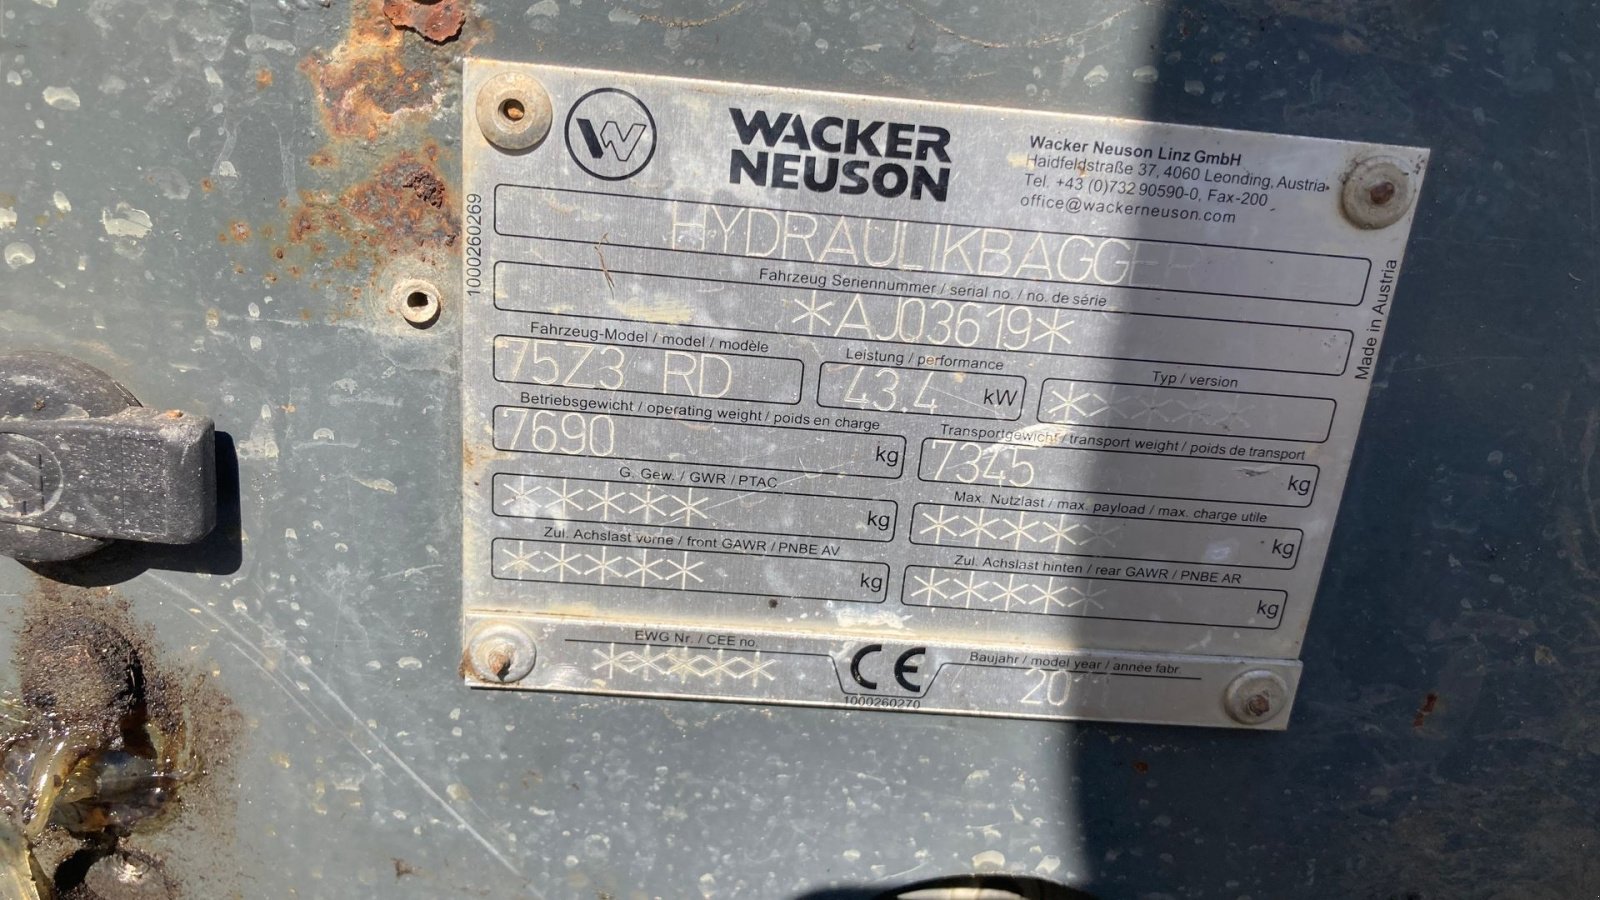 WACKER
NEUSON
Wacker Neuson Linz GmbH
Haidfeldstraße 37, 4060 Leonding, Austria
Tel. +43 (0)732 90590-0, Fax-200
office@wackerneuson.com
1000260269
HYDRAULIKBAGGER
Fahrzeug Seriennummer / serial no. / no. de série
*AJ03619*
Made in Austria
Fahrzeug-Model / model / modèle
75Z3 RD
Leistung / performance
43.4 kW
Typ / version
Betriebsgewicht / operating weight / poids en charge
7690 kg
Transportgewicht / transport weight / poids de transport
7345 kg
G. Gew. / GWR / PTAC
***** kg
Max. Nutzlast / max. payload / max. charge utile
***** kg
Zul. Achslast vorne / front GAWR / PNBE AV
***** kg
Zul. Achslast hinten / rear GAWR / PNBE AR
***** kg
EWG Nr. / CEE no.
*****
CE
1000260270
Baujahr / model year / année fabr.